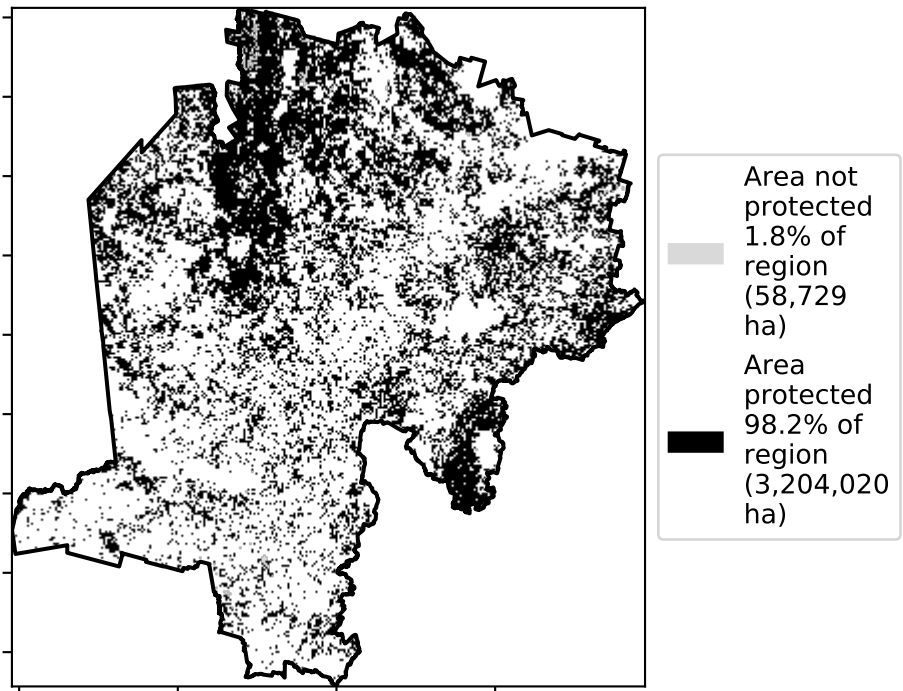 Area not
protected
1.8% of
region
(58,729
ha)
Area
protected
98.2% of
region
(3,204,020
ha)